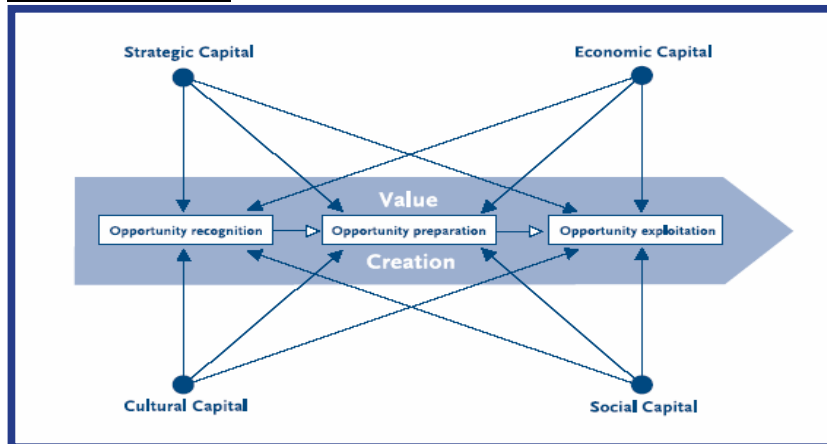 Strategic Capital
Economic Capital
Value
Opportunity recognition
Opportunity preparation
Opportunity exploitation
Creation
Cultural Capital
Social Capital